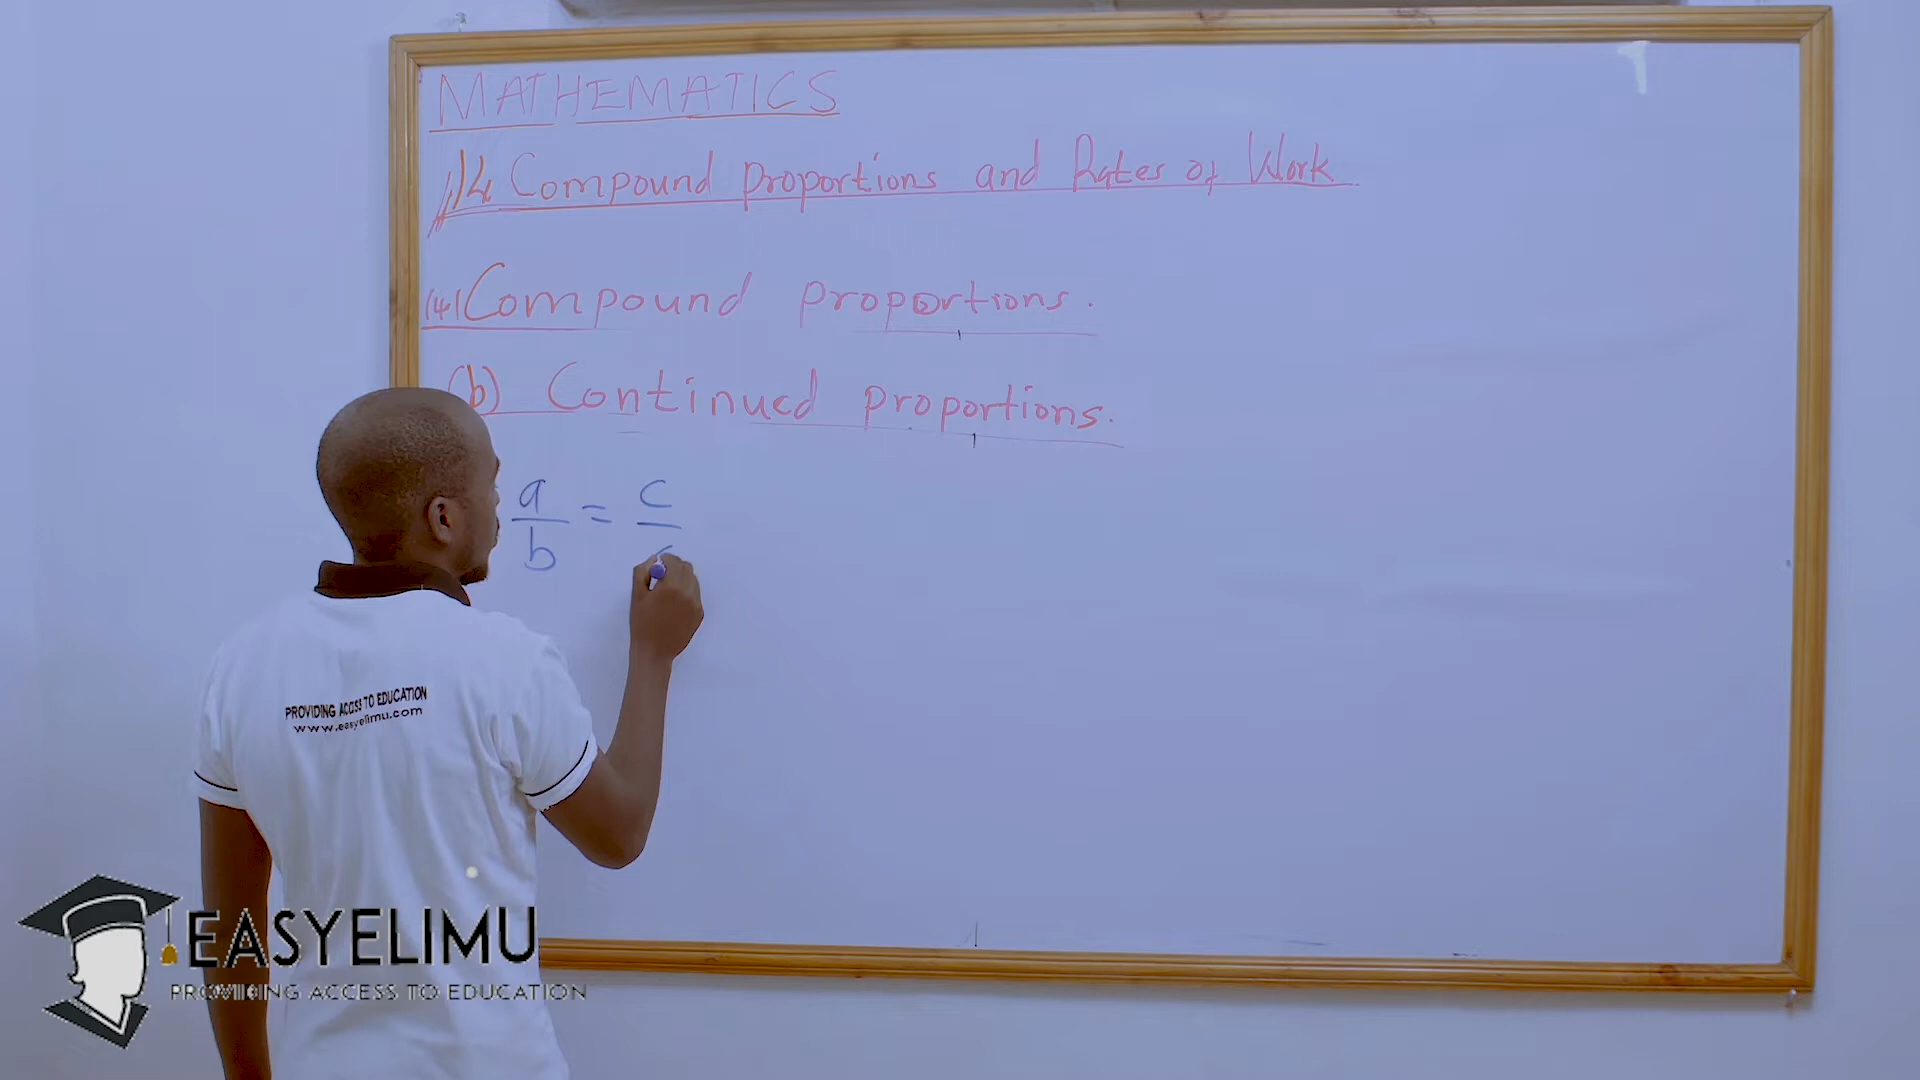 MATHEMATICS
14 Compound proportions and Rates of Work
(4) Compound proportions.
(b) Continued proportions.
a/b = c/
PROVIDING ACCESS TO EDUCATION
www.easyelimu.com
EASYELIMU
PROVIDING ACCESS TO EDUCATION